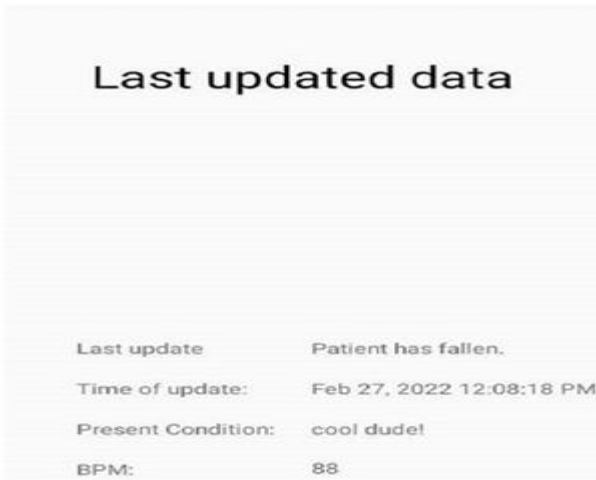 Last updated data
Last update Patient has fallen.
Time of update: Feb 27, 2022 12:08:18 PM
Present Condition: cool dude!
BPM: 88